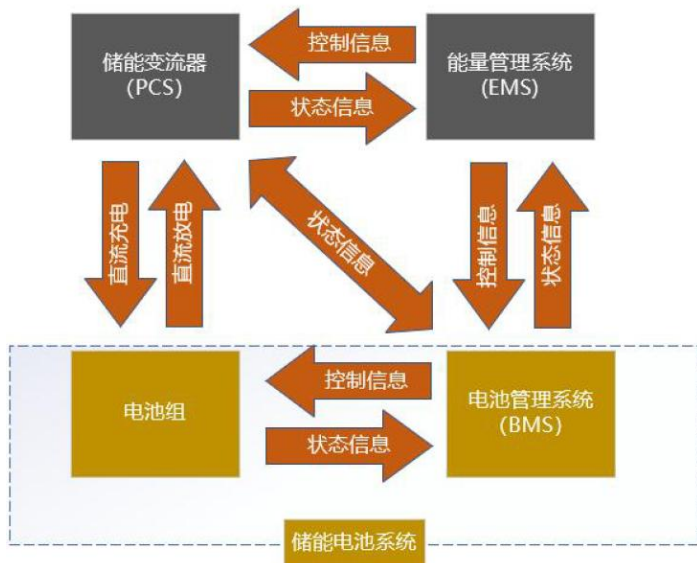 储能变流器
(PCS)
控制信息
能量管理系统
(EMS)
状态信息
直流充电
直流放电
状态信息
控制信息
状态信息
电池组
控制信息
电池管理系统
(BMS)
状态信息
储能电池系统